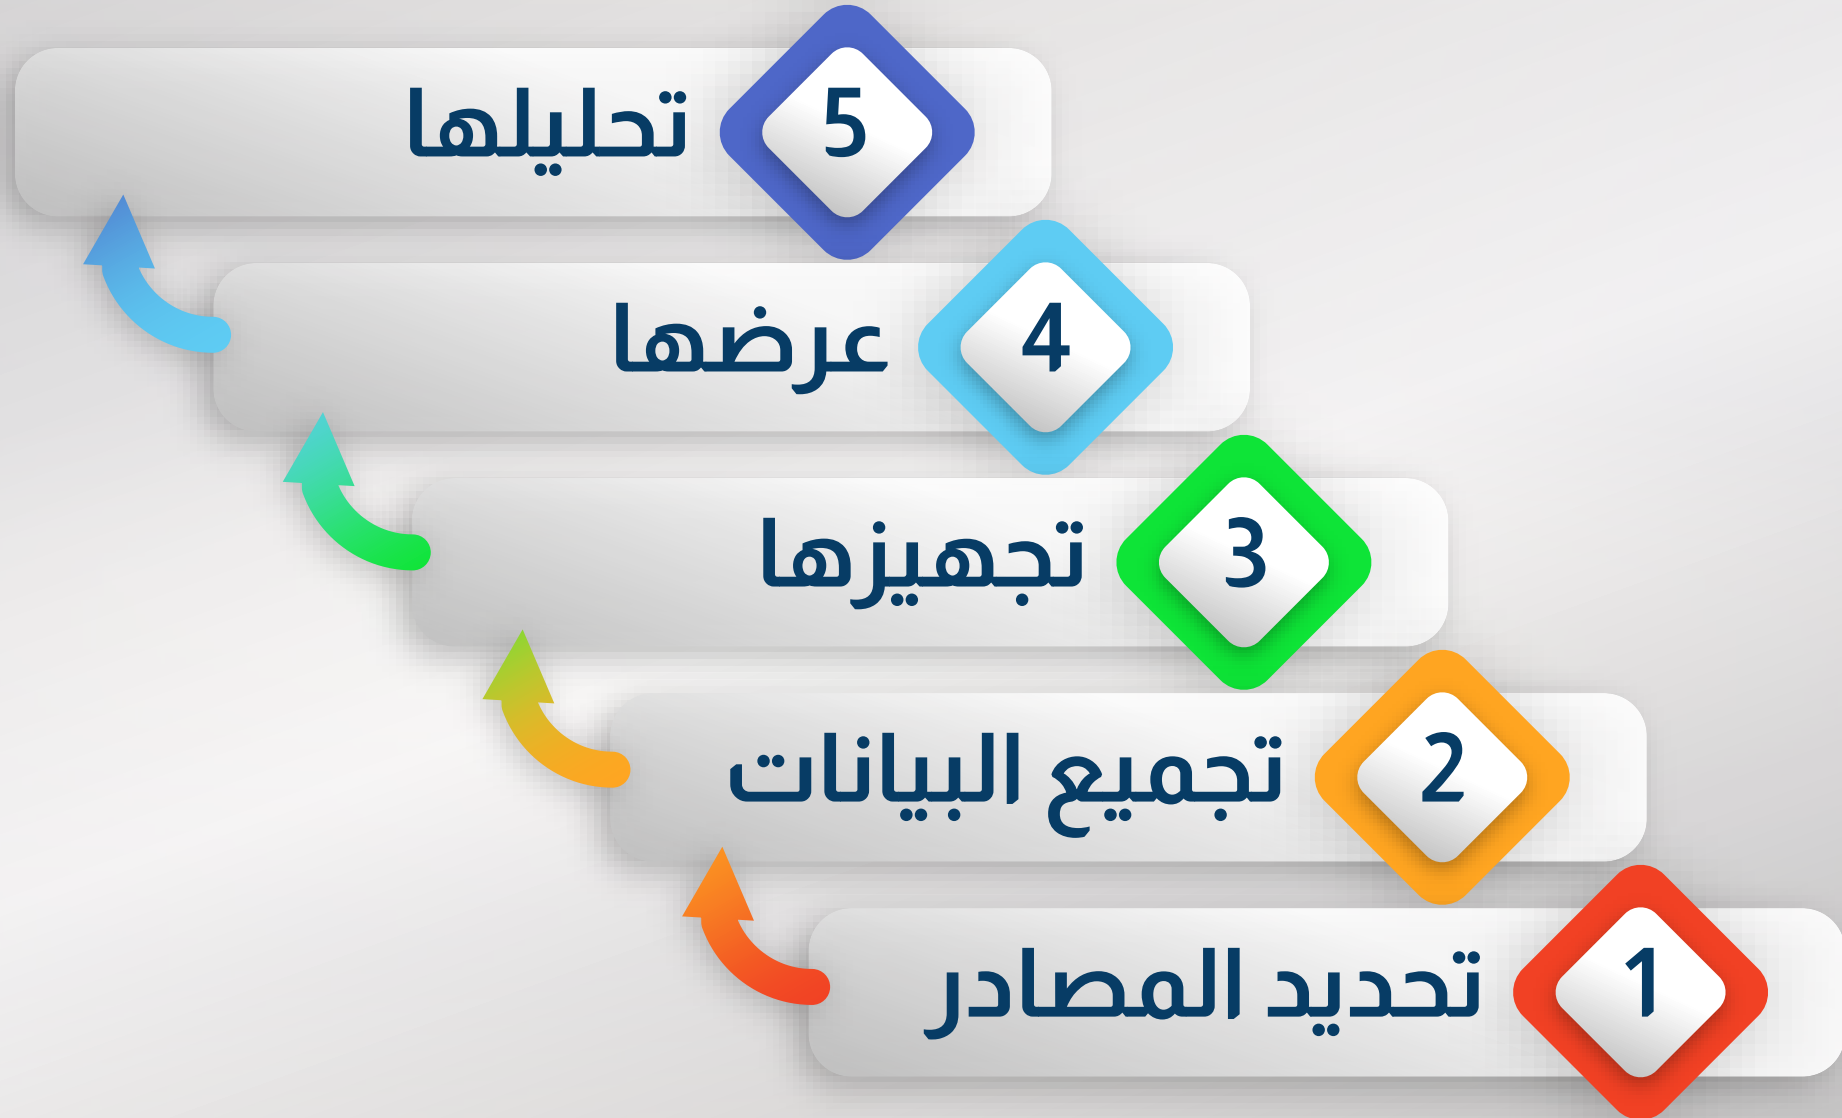 5 تحليلها
4 عرضها
3 تجهيزها
2 تجميع البيانات
1 تحديد المصادر